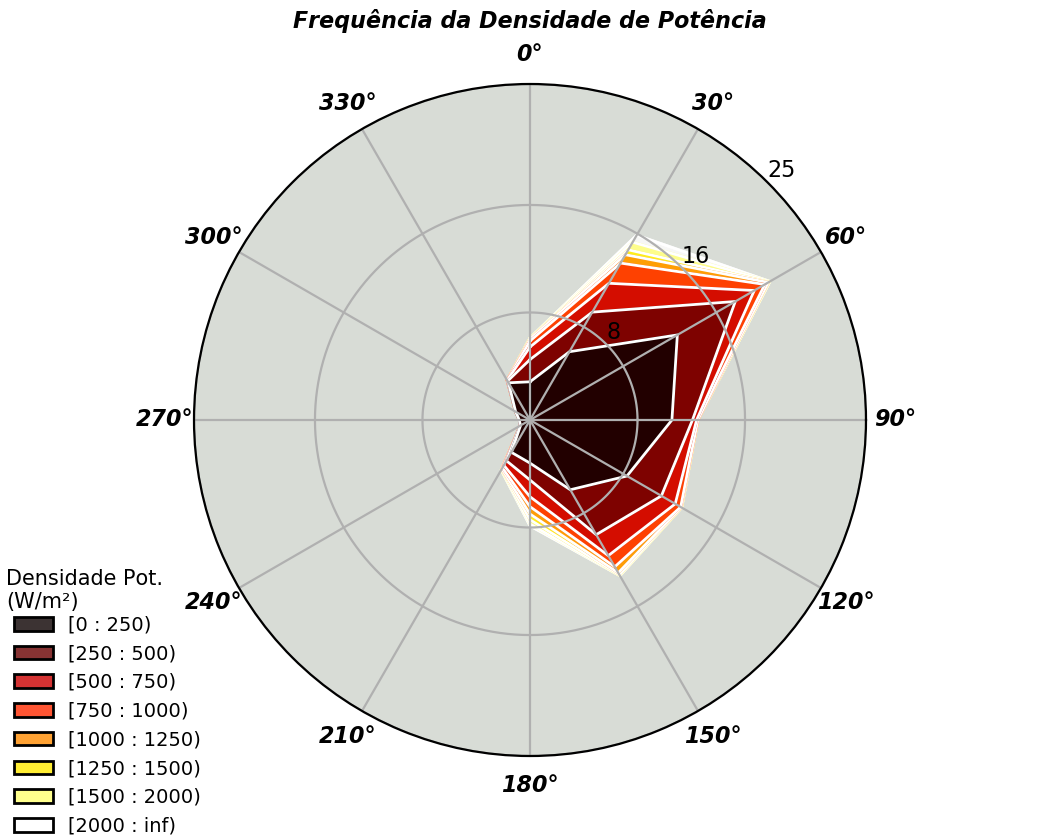 Frequência da Densidade de Potência
0°
330°
30°
25
300°
60°
16
8
270°
90°
240°
120°
210°
150°
180°
Densidade Pot.
(W/m²)
[0 : 250)
[250 : 500)
[500 : 750)
[750 : 1000)
[1000 : 1250)
[1250 : 1500)
[1500 : 2000)
[2000 : inf)